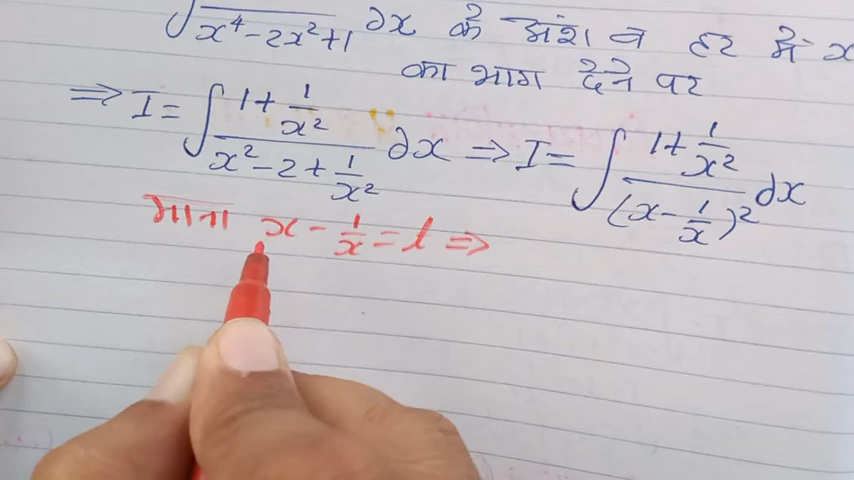 ∫ x⁴-2x²+1 ∂x के अंश व हर में x
का भाग देने पर
⇒ I = ∫ (1 + 1/x²)/(x² - 2 + 1/x²) ∂x ⇒ I = ∫ (1 + 1/x²)/(x - 1/x)² ∂x
माना x - 1/x = t ⇒